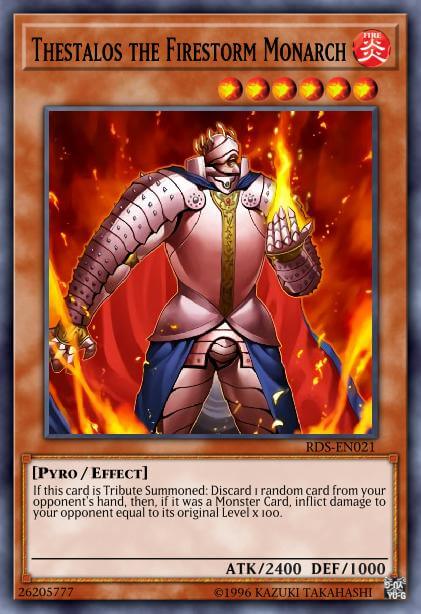 THESTALOS THE FIRESTORM MONARCH
FIRE
炎
RDS-EN021
[PYRO / EFFECT]
If this card is Tribute Summoned: Discard 1 random card from your
opponent's hand, then, if it was a Monster Card, inflict damage to
your opponent equal to its original Level x 100.
ATK/2400 DEF/1000
26205777
©1996 KAZUKI TAKAHASHI